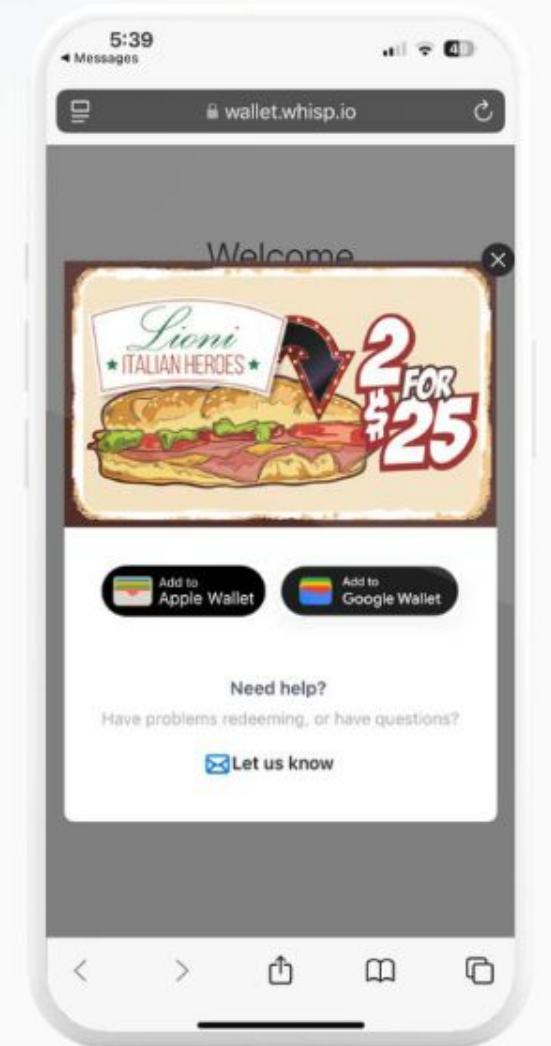 5:39
Messages
49
wallet.whisp.io
Welcome
Lioni
ITALIAN HEROES
2
FOR
$25
Add to
Apple Wallet
Add to
Google Wallet
Need help?
Have problems redeeming, or have questions?
Let us know